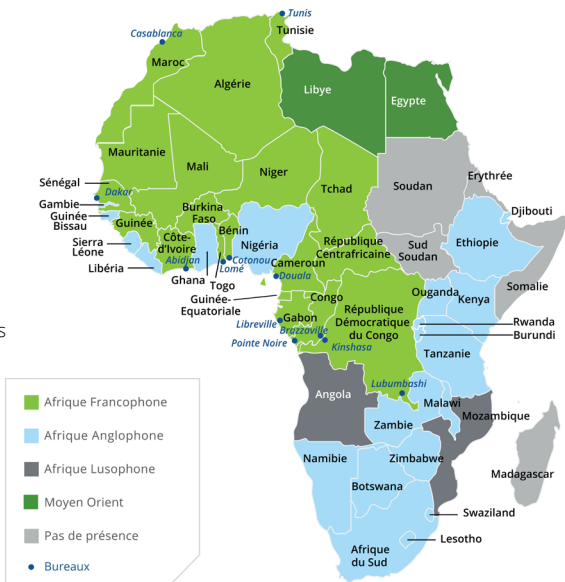 Tunis
Casablanca
Tunisie
Maroc
Algérie
Libye
Egypte
Mauritanie
Mali
Niger
Tchad
Soudan
Erythrée
Sénégal
Dakar
Gambie
Guinée
Bissau
Guinée
Burkina
Faso
Bénin
Djibouti
Sierra
Léone
Côte-
d'Ivoire
Abidjan
Nigéria
Cotonou
Lomé
République
Centrafricaine
Sud
Soudan
Ethiopie
Libéria
Ghana
Togo
Cameroun
Douala
Somalie
Guinée-
Equatoriale
Congo
Ouganda
Kenya
Gabon
République
Démocratique
du Congo
Libreville
Brazzaville
Rwanda
Burundi
S
Pointe Noire
Kinshasa
Tanzanie
Lubumbashi
Angola
Malawi
Mozambique
Zambie
Namibie
Zimbabwe
Madagascar
Botswana
Swaziland
Lesotho
Afrique
du Sud
Afrique Francophone
Afrique Anglophone
Afrique Lusophone
Moyen Orient
Pas de présence
Bureaux